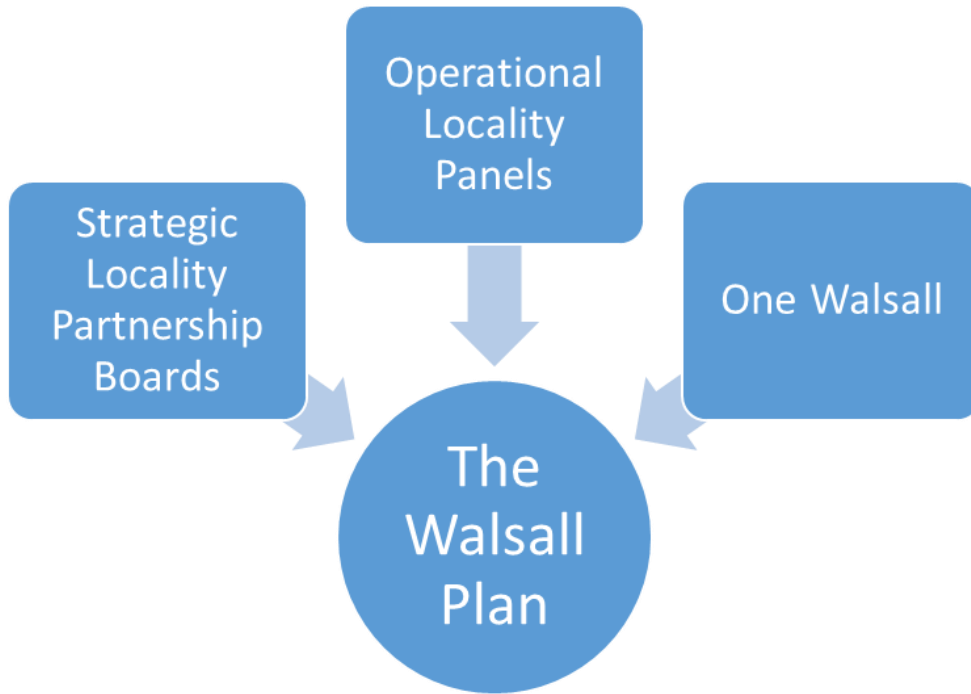 Operational
Locality
Panels
Strategic
Locality
Partnership
Boards
One Walsall
The
Walsall
Plan